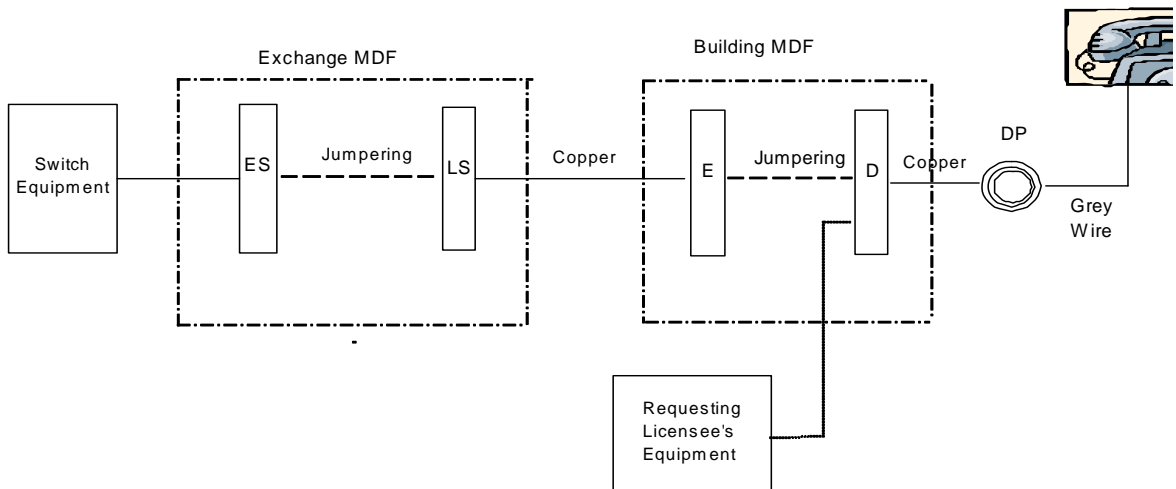 Exchange MDF
Building MDF
Switch
Equipment
ES
Jumpering
LS
Copper
E
Jumpering
D
Copper
DP
Grey
Wire
Requesting
Licensee's
Equipment